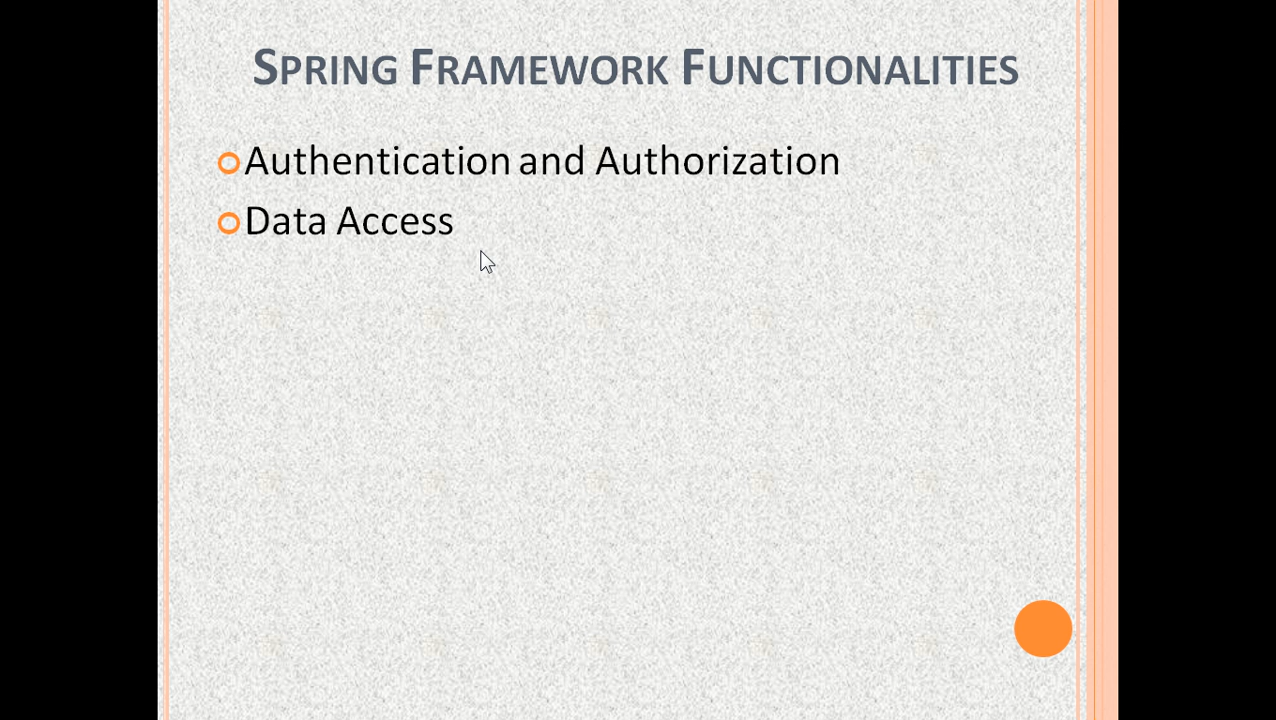 Spring Framework Functionalities
Authentication and Authorization
Data Access